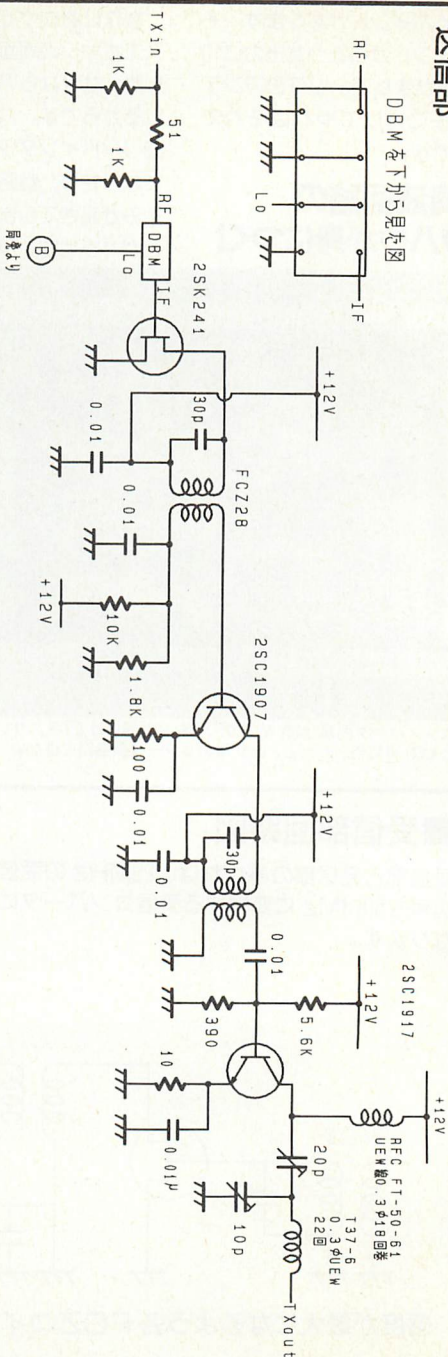 送信部
DBMを下から見た図
RF
Lo
IF
TXin
1K
51
1K
RF
DBM
IF
Lo
B
局発より
2SK241
+12V
30p
0.01
FCZ28
0.01
+12V
10K
1.8K
2SC1907
100
0.01
+12V
30p
0.01
0.01
390
5.6K
+12V
2SC1917
10
0.01μ
+12V
RFC FT-50-61
UEW線0.3φ18回巻
20p
10p
T37-6
0.3φUEW
22回
TXout